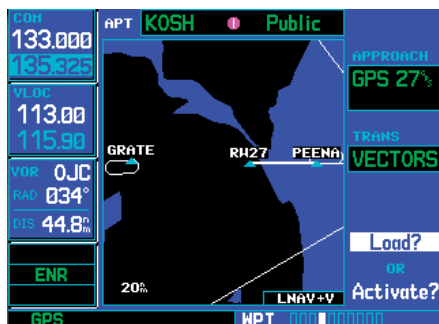 COM
133.000
135.325
VLOC
113.00
115.90
VOR OJC
RAD 034°
DIS 44.8nm
ENR
GPS
APT KOSH Public
GRATE
RW27 PEENA
20nm
LNAV+V
APPROACH
GPS 27GPS
TRANS
VECTORS
Load?
OR
Activate?
WPT